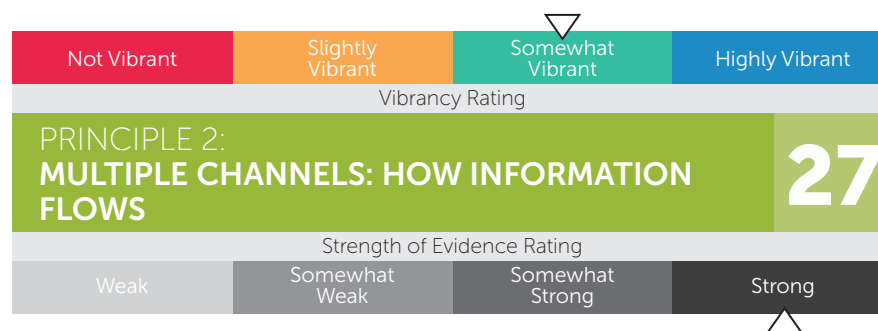 Not Vibrant
Slightly
Vibrant
Somewhat
Vibrant
Highly Vibrant
Vibrancy Rating
PRINCIPLE 2:
MULTIPLE CHANNELS: HOW INFORMATION
FLOWS
27
Strength of Evidence Rating
Weak
Somewhat
Weak
Somewhat
Strong
Strong